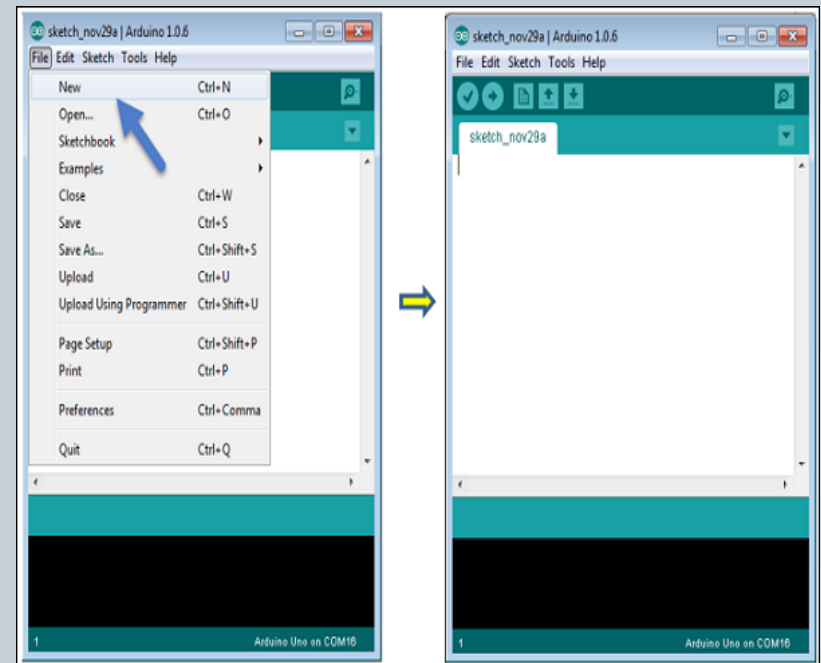 sketch_nov29a | Arduino 1.0.6
File Edit Sketch Tools Help
New Ctrl+N
Open... Ctrl+O
Sketchbook
Examples
Close Ctrl+W
Save Ctrl+S
Save As... Ctrl+Shift+S
Upload Ctrl+U
Upload Using Programmer Ctrl+Shift+U
Page Setup Ctrl+Shift+P
Print Ctrl+P
Preferences Ctrl+Comma
Quit Ctrl+Q
1 Arduino Uno on COM16
sketch_nov29a | Arduino 1.0.6
File Edit Sketch Tools Help
sketch_nov29a
1 Arduino Uno on COM16